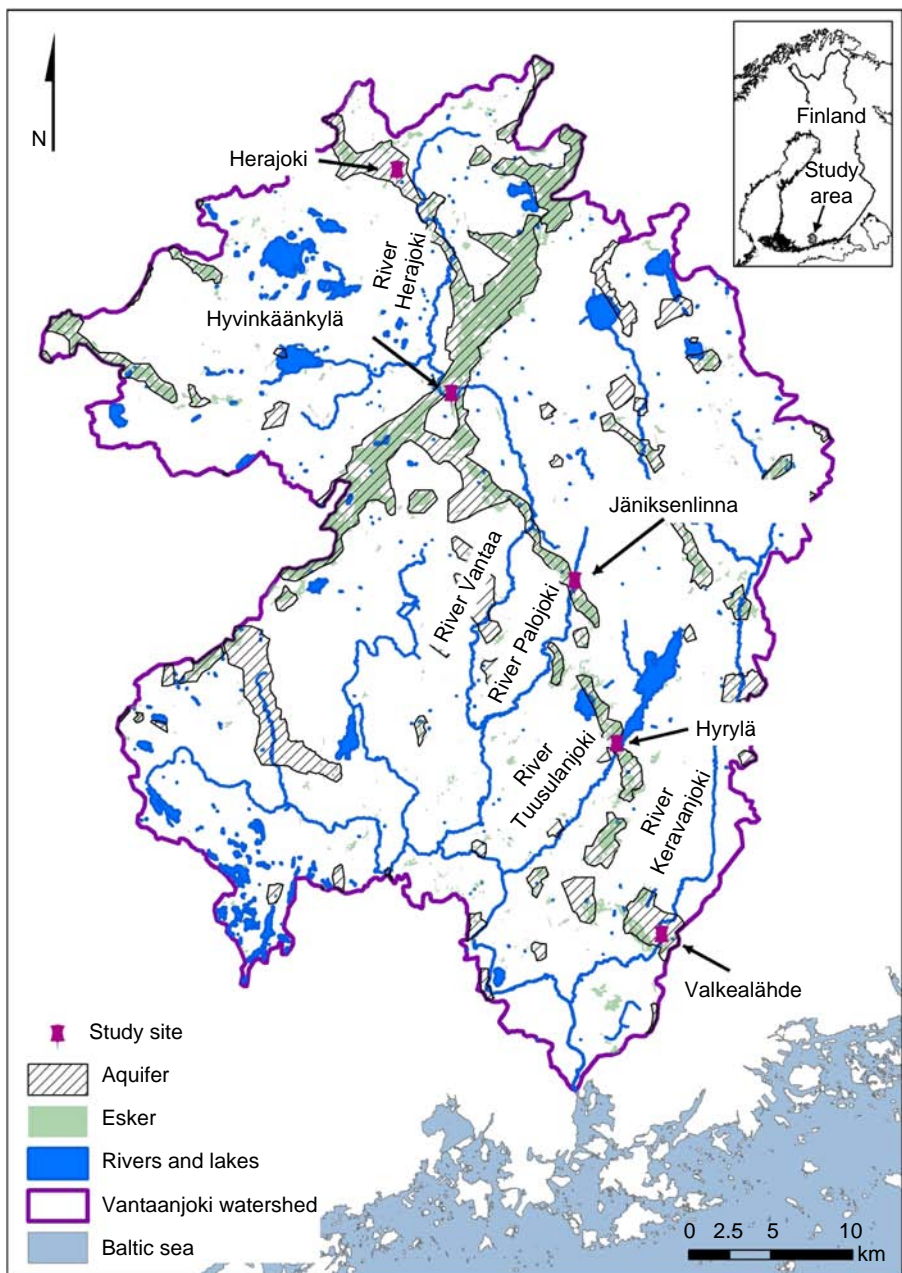 N
Finland
Study
area
Herajoki
River
Herajoki
Hyvinkäänkylä
Jäniksenlinna
River Vantaa
River Palojoki
Hyrylä
River
Tuusulanjoki
River
Keravanjoki
Valkealähde
Study site
Aquifer
Esker
Rivers and lakes
Vantaanjoki watershed
Baltic sea
0 2.5 5 10
km